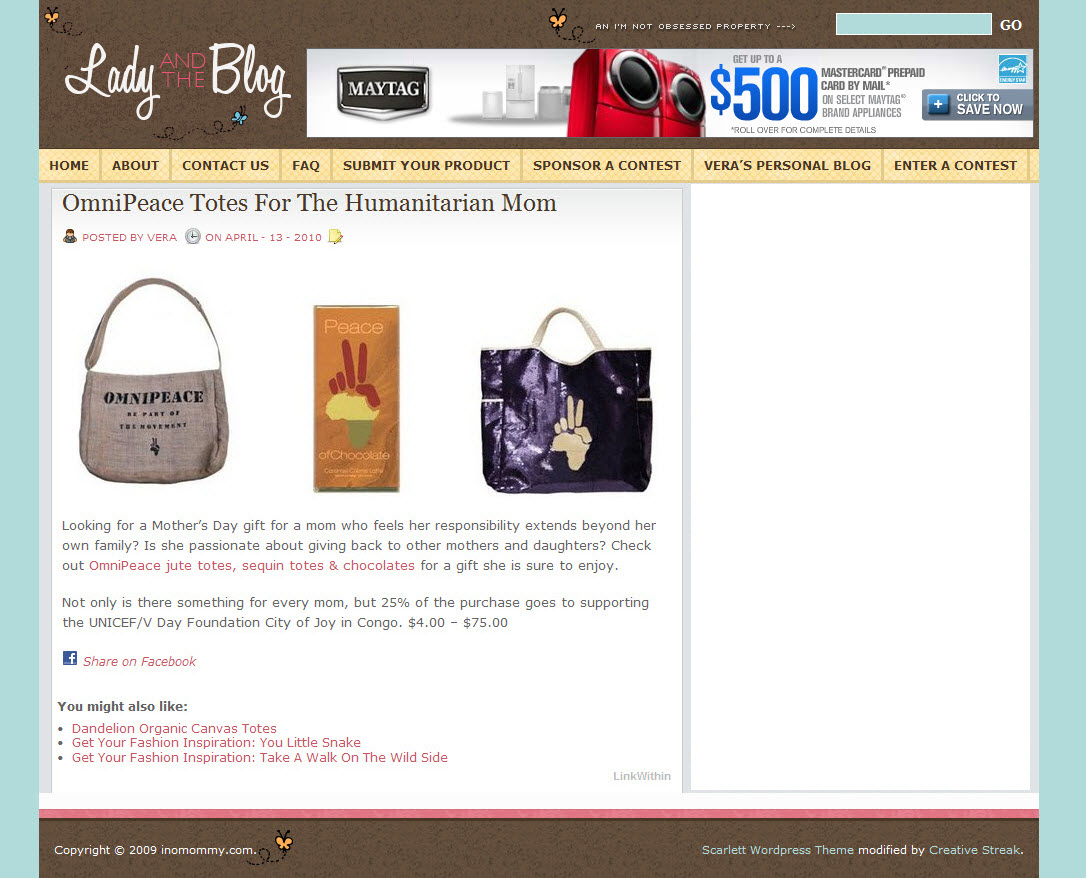 AN I'M NOT OBSESSED PROPERTY --->
GO
Lady AND THE Blog
MAYTAG
GET UP TO A
$500
MASTERCARD® PREPAID
CARD BY MAIL*
ON SELECT MAYTAG®
BRAND APPLIANCES
*ROLL OVER FOR COMPLETE DETAILS
ENERGY STAR
CLICK TO
SAVE NOW
HOME ABOUT CONTACT US FAQ SUBMIT YOUR PRODUCT SPONSOR A CONTEST VERA'S PERSONAL BLOG ENTER A CONTEST
OmniPeace Totes For The Humanitarian Mom
POSTED BY VERA ON APRIL - 13 - 2010
OMNIPEACE
BE PART OF
THE MOVEMENT
Peace
ofChocolate
Looking for a Mother's Day gift for a mom who feels her responsibility extends beyond her
own family? Is she passionate about giving back to other mothers and daughters? Check
out OmniPeace jute totes, sequin totes & chocolates for a gift she is sure to enjoy.
Not only is there something for every mom, but 25% of the purchase goes to supporting
the UNICEF/V Day Foundation City of Joy in Congo. $4.00 – $75.00
Share on Facebook
You might also like:
• Dandelion Organic Canvas Totes
• Get Your Fashion Inspiration: You Little Snake
• Get Your Fashion Inspiration: Take A Walk On The Wild Side
LinkWithin
Copyright © 2009 inomommy.com.
Scarlett Wordpress Theme modified by Creative Streak.